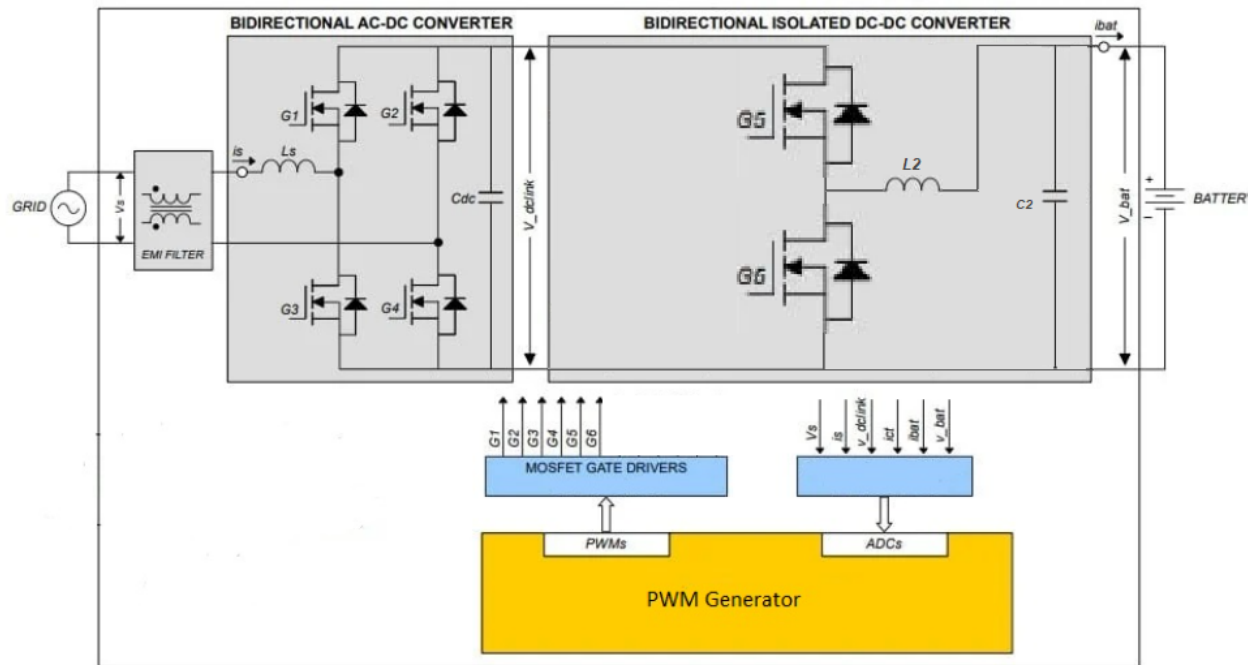 BIDIRECTIONAL AC-DC CONVERTER
BIDIRECTIONAL ISOLATED DC-DC CONVERTER
ibat
G1
G2
G5
is
Ls
L2
GRID
Vs
Cdc
V_dclink
C2
V_bat
+
BATTERY
−
EMI FILTER
G3
G4
G6
G1
G2
G3
G4
G5
G6
Vs
is
v_dclink
ict
ibat
v_bat
MOSFET GATE DRIVERS
PWMs
ADCs
PWM Generator